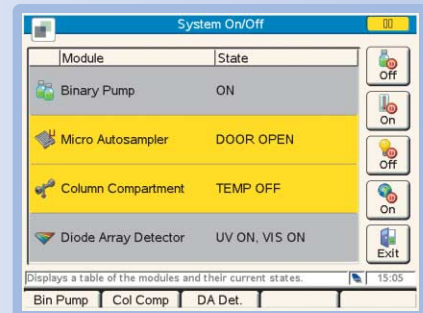 System On/Off
Module State
Off
Binary Pump ON
On
Micro Autosampler DOOR OPEN
Off
Column Compartment TEMP OFF
On
Diode Array Detector UV ON, VIS ON
Exit
Displays a table of the modules and their current states. 15:05
Bin Pump Col Comp DA Det.